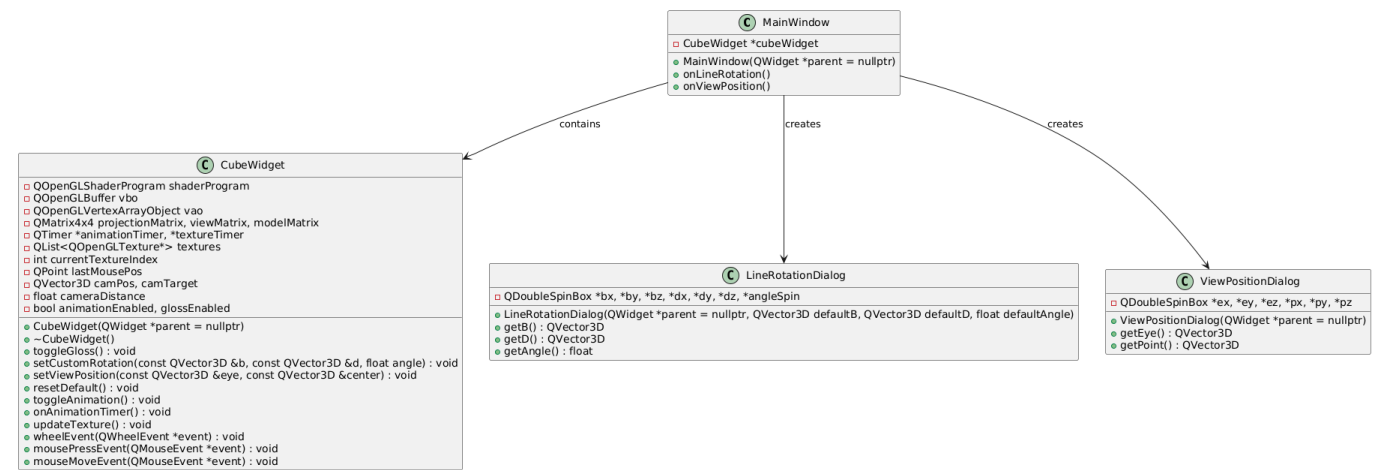 C MainWindow
CubeWidget *cubeWidget
MainWindow(QWidget *parent = nullptr)
onLineRotation()
onViewPosition()
contains
creates
creates
C CubeWidget
QOpenGLShaderProgram shaderProgram
QOpenGLBuffer vbo
QOpenGLVertexArrayObject vao
QMatrix4x4 projectionMatrix, viewMatrix, modelMatrix
QTimer *animationTimer, *textureTimer
QList<QOpenGLTexture*> textures
int currentTextureIndex
QPoint lastMousePos
QVector3D camPos, camTarget
float cameraDistance
bool animationEnabled, glossEnabled
CubeWidget(QWidget *parent = nullptr)
~CubeWidget()
toggleGloss() : void
setCustomRotation(const QVector3D &b, const QVector3D &d, float angle) : void
setViewPosition(const QVector3D &eye, const QVector3D &center) : void
resetDefault() : void
toggleAnimation() : void
onAnimationTimer() : void
updateTexture() : void
wheelEvent(QWheelEvent *event) : void
mousePressEvent(QMouseEvent *event) : void
mouseMoveEvent(QMouseEvent *event) : void
C LineRotationDialog
QDoubleSpinBox *bx, *by, *bz, *dx, *dy, *dz, *angleSpin
LineRotationDialog(QWidget *parent = nullptr, QVector3D defaultB, QVector3D defaultD, float defaultAngle)
getB() : QVector3D
getD() : QVector3D
getAngle() : float
C ViewPositionDialog
QDoubleSpinBox *ex, *ey, *ez, *px, *py, *pz
ViewPositionDialog(QWidget *parent = nullptr)
getEye() : QVector3D
getPoint() : QVector3D